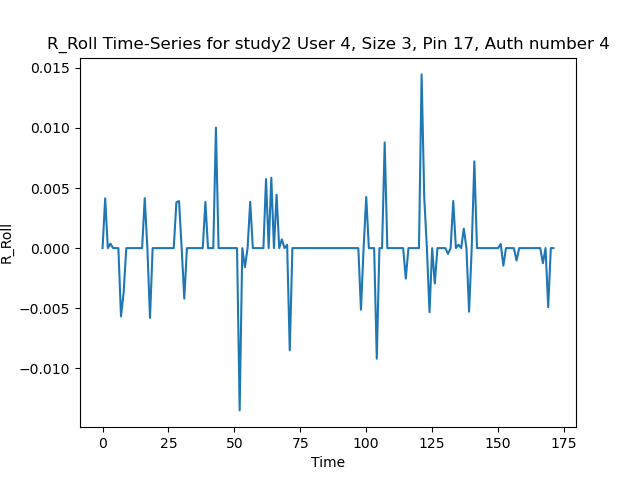 R_Roll Time-Series for study2 User 4, Size 3, Pin 17, Auth number 4
0.015
0.010
0.005
0.000
−0.005
−0.010
R_Roll
0 25 50 75 100 125 150 175
Time